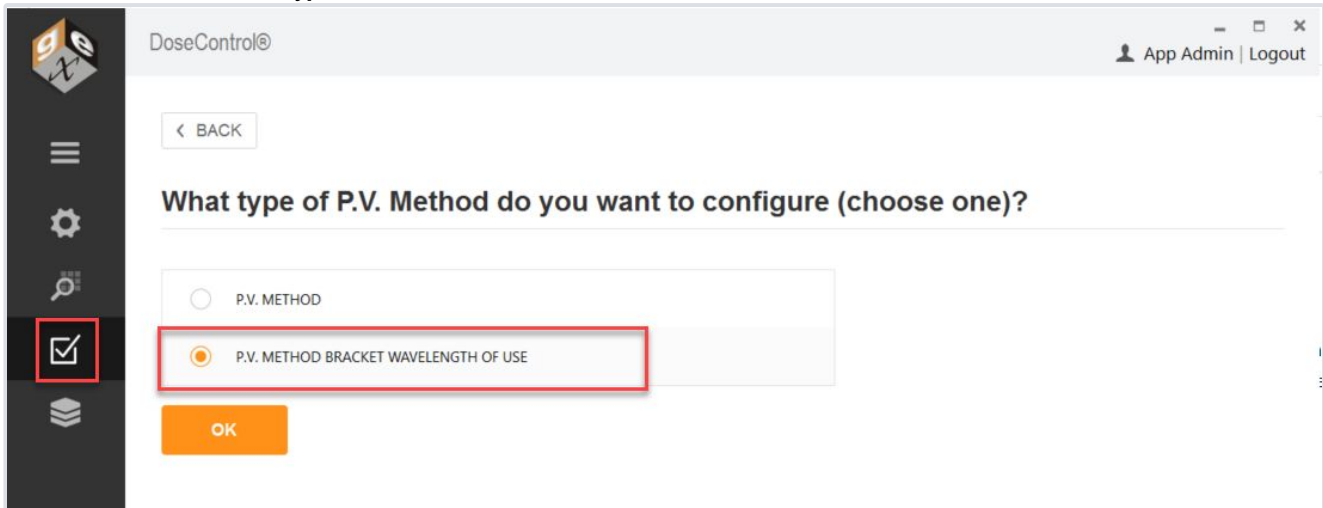 gex
DoseControl®
App Admin | Logout
< BACK
What type of P.V. Method do you want to configure (choose one)?
P.V. METHOD
P.V. METHOD BRACKET WAVELENGTH OF USE
OK